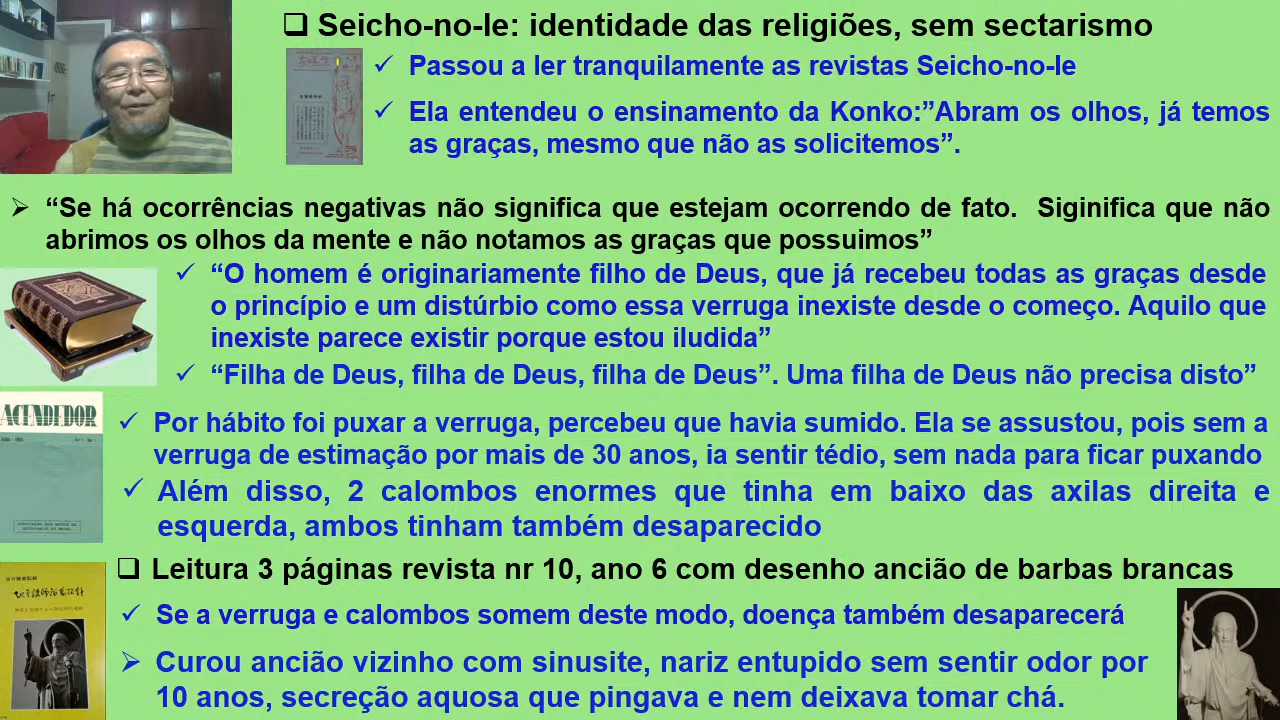 Seicho-no-Ie: identidade das religiões, sem sectarismo
Passou a ler tranquilamente as revistas Seicho-no-Ie
Ela entendeu o ensinamento da Konko:”Abram os olhos, já temos
as graças, mesmo que não as solicitemos”.
“Se há ocorrências negativas não significa que estejam ocorrendo de fato. Siginifica que não
abrimos os olhos da mente e não notamos as graças que possuimos”
“O homem é originariamente filho de Deus, que já recebeu todas as graças desde
o princípio e um distúrbio como essa verruga inexiste desde o começo. Aquilo que
inexiste parece existir porque estou iludida”
“Filha de Deus, filha de Deus, filha de Deus”. Uma filha de Deus não precisa disto”
ACENDEDOR
Por hábito foi puxar a verruga, percebeu que havia sumido. Ela se assustou, pois sem a
verruga de estimação por mais de 30 anos, ia sentir tédio, sem nada para ficar puxando
Além disso, 2 calombos enormes que tinha em baixo das axilas direita e
esquerda, ambos tinham também desaparecido
Leitura 3 páginas revista nr 10, ano 6 com desenho ancião de barbas brancas
Se a verruga e calombos somem deste modo, doença também desaparecerá
Curou ancião vizinho com sinusite, nariz entupido sem sentir odor por
10 anos, secreção aquosa que pingava e nem deixava tomar chá.